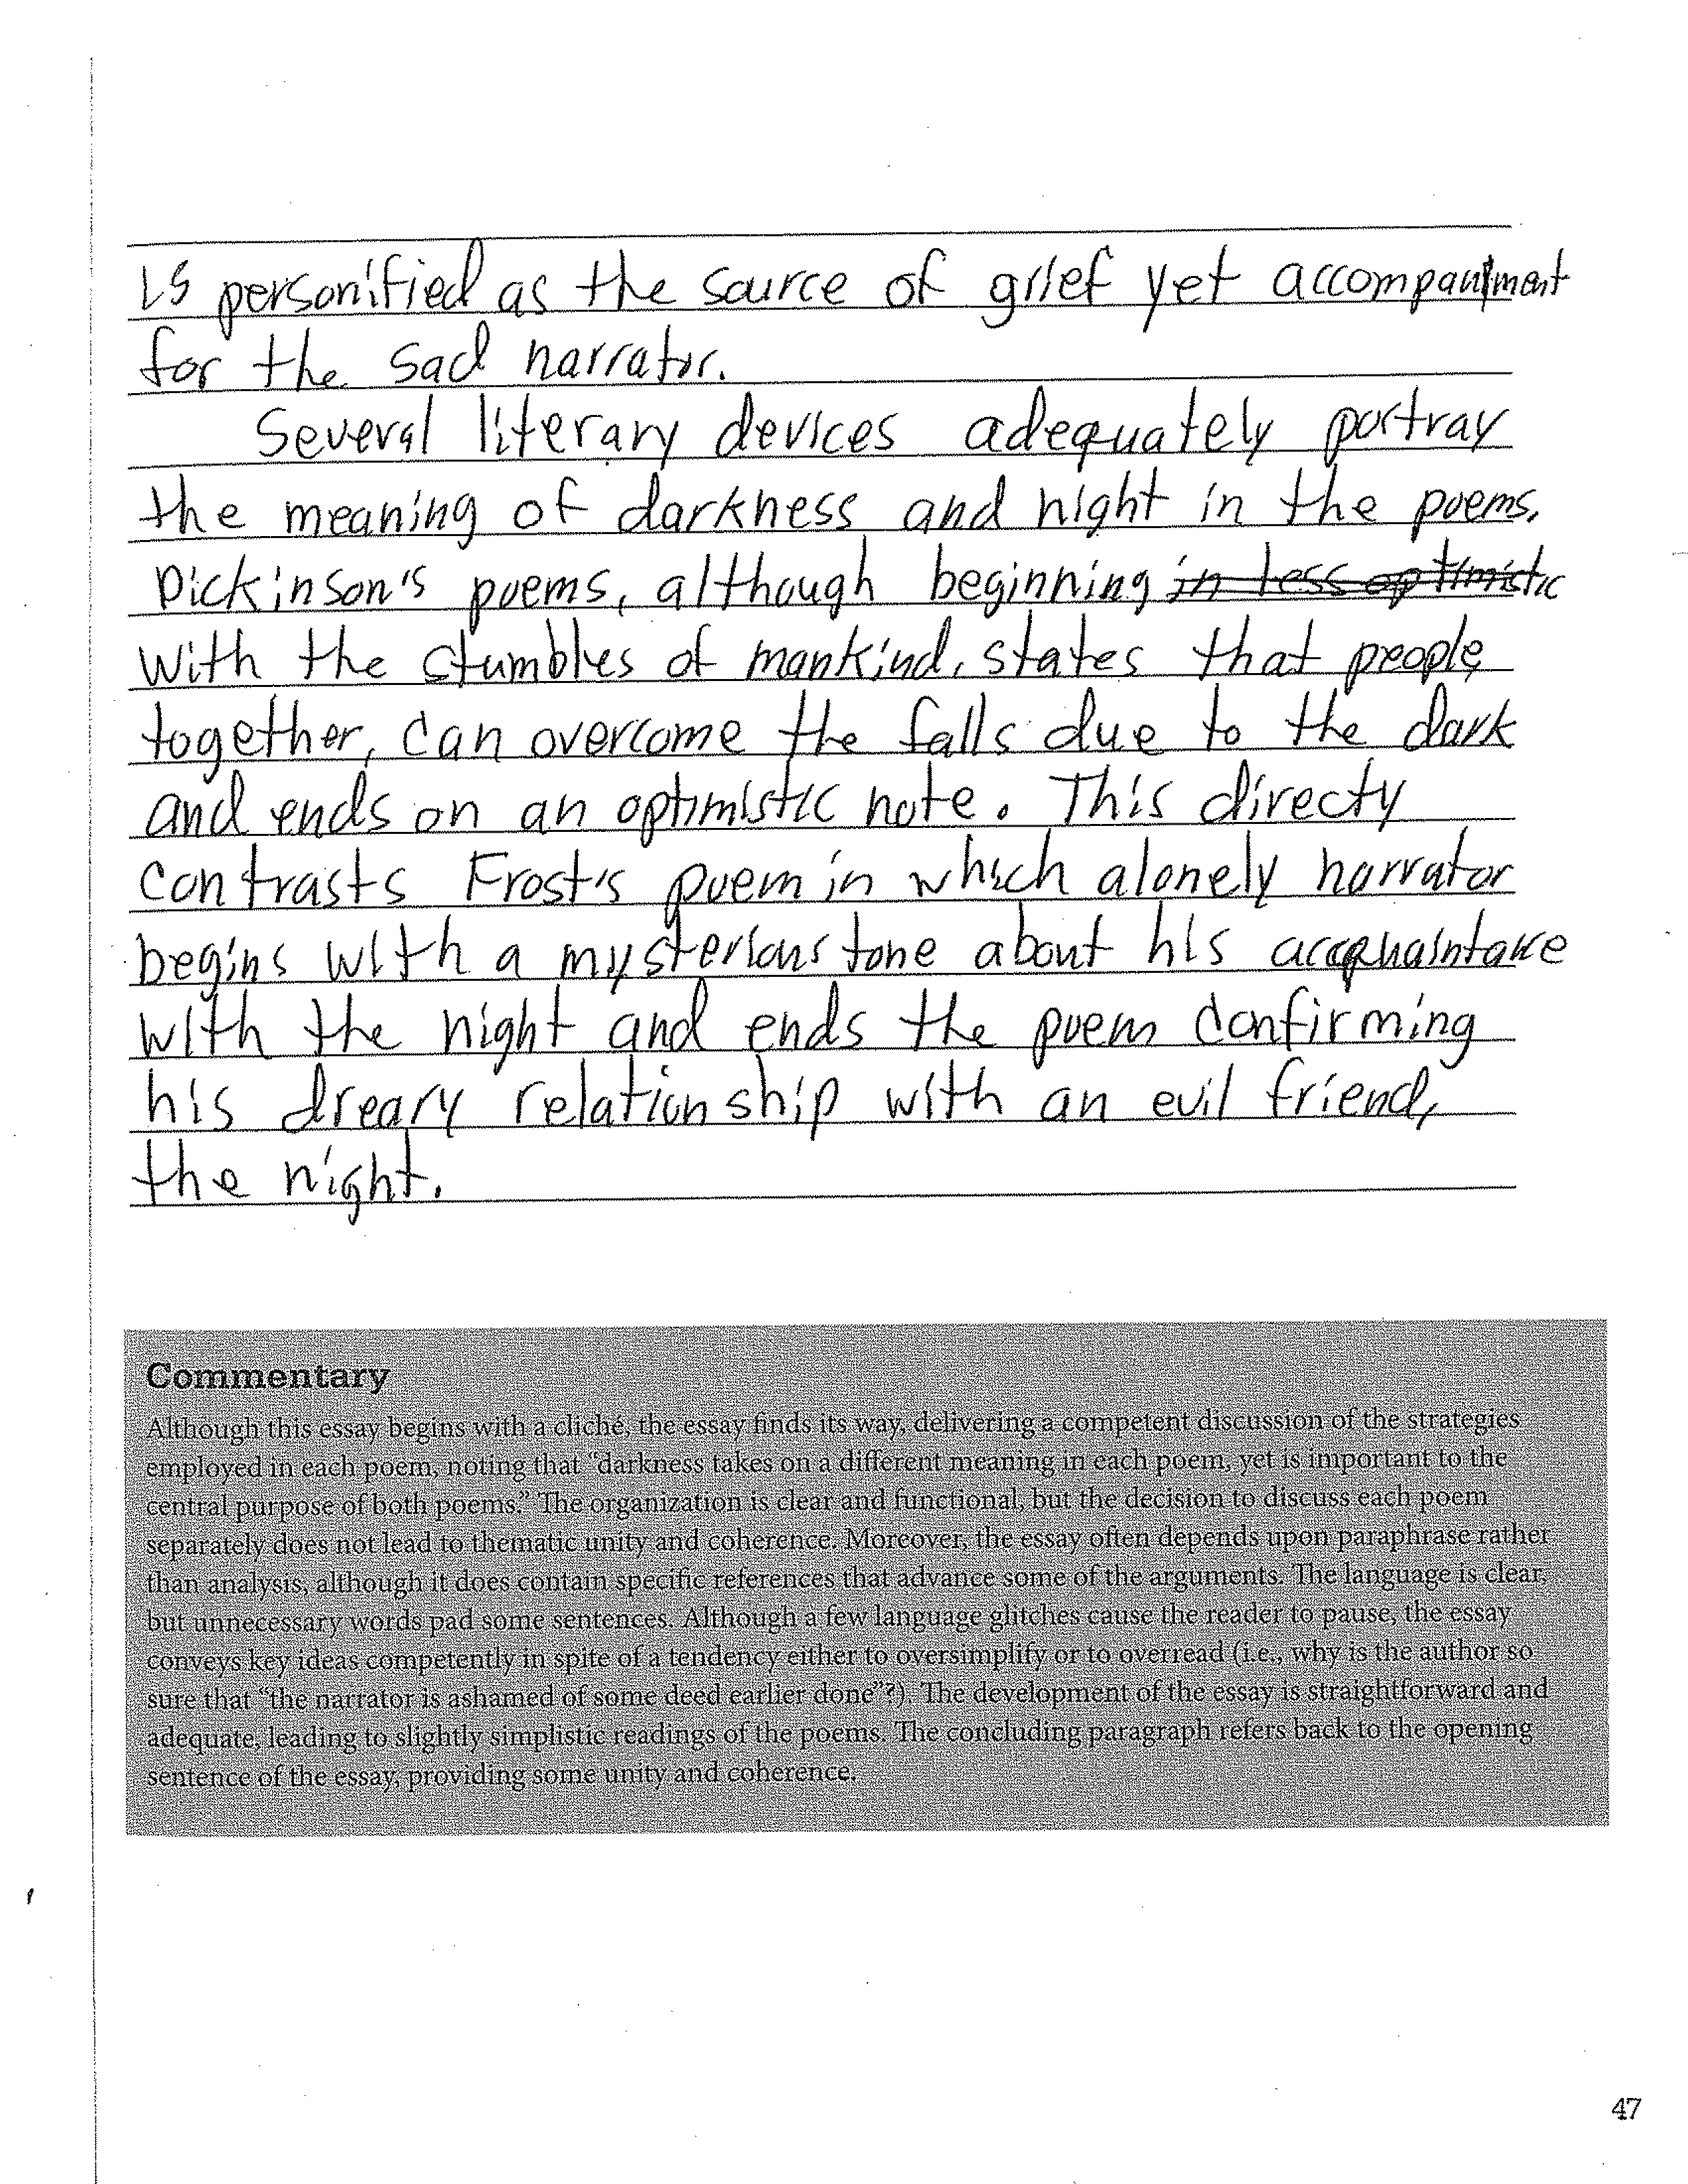 is personified as the source of grief yet accompaniment
for the sad narrator.
Several literary devices adequately portray
the meaning of darkness and night in the poems.
Dickinson's poems, although beginning in less optimistic
with the stumbles of mankind, states that people,
together, can overcome the falls due to the dark
and ends on an optimistic note. This directy
contrasts Frost's poem in which a lonely narrator
begins with a mysterious tone about his
with the night and ends the poem confirming
his dreary relationship with an evil friend,
the night.
Commentary
Although this essay begins with a cliché, the essay finds its way, delivering a competent discussion of the strategies
employed in each poem, noting that "darkness takes on a different meaning in each poem, yet is important to the
central purpose of both poems." The organization is clear and functional, but the decision to discuss each poem
separately does not lead to thematic unity and coherence. Moreover, the essay often depends upon paraphrase rather
than analysis, although it does contain specific references that advance some of the arguments. The language is clear,
but unnecessary words pad some sentences. Although a few language glitches cause the reader to pause, the essay
conveys key ideas competently in spite of a tendency either to oversimplify or to overread (i.e., why is the author so
sure that "the narrator is ashamed of some deed earlier done"?). The development of the essay is straightforward and
adequate, leading to slightly simplistic readings of the poems. The concluding paragraph refers back to the opening
sentence of the essay, providing some unity and coherence.
47